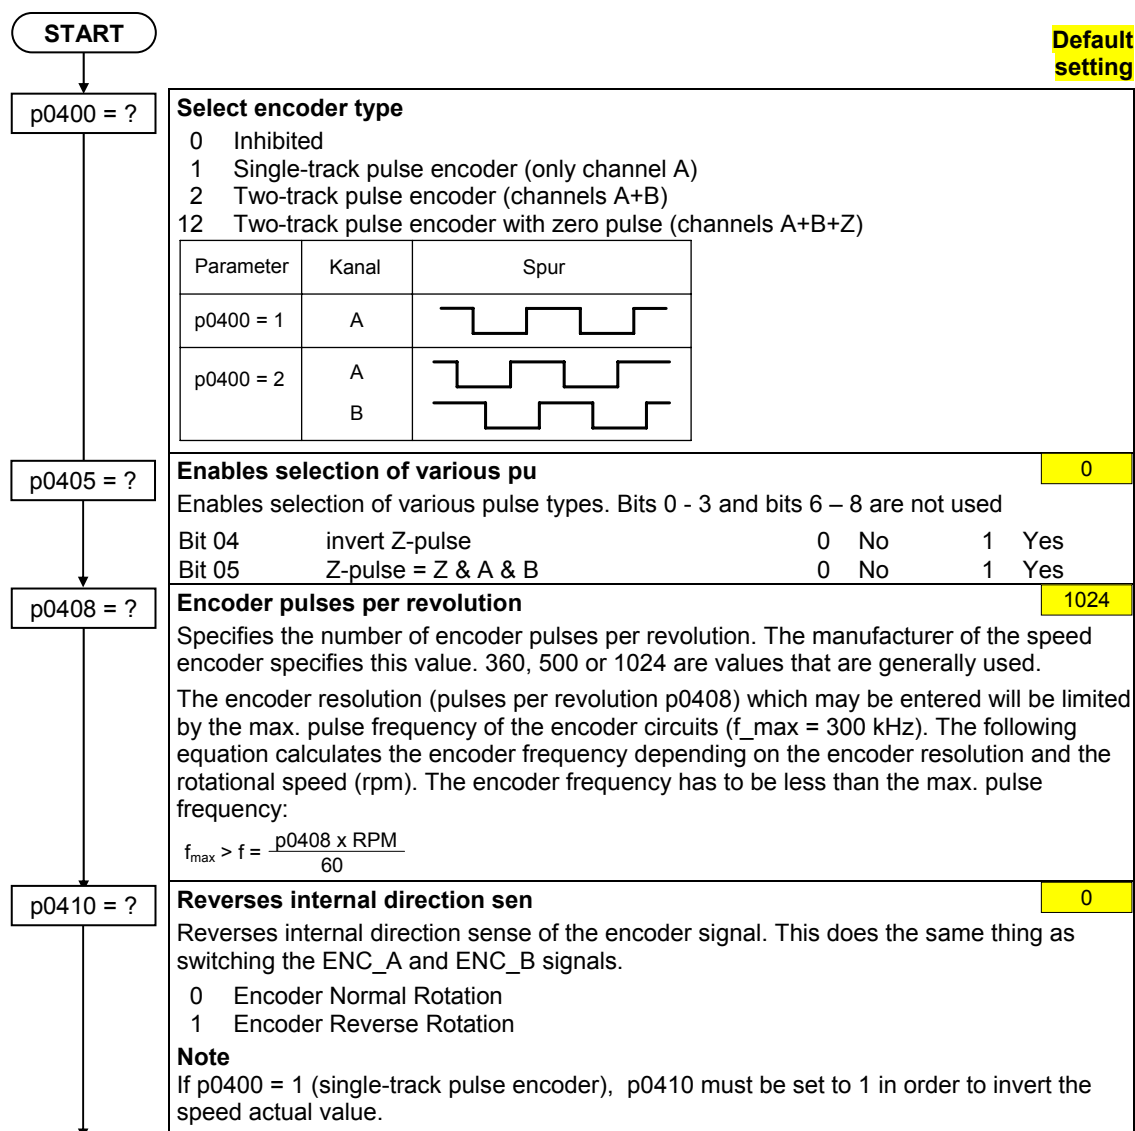 START
Default
setting
p0400 = ?
Select encoder type
0 Inhibited
1 Single-track pulse encoder (only channel A)
2 Two-track pulse encoder (channels A+B)
12 Two-track pulse encoder with zero pulse (channels A+B+Z)
Parameter Kanal Spur
p0400 = 1 A
p0400 = 2 A
B
p0405 = ?
Enables selection of various pu 0
Enables selection of various pulse types. Bits 0 - 3 and bits 6 – 8 are not used
Bit 04 invert Z-pulse 0 No 1 Yes
Bit 05 Z-pulse = Z & A & B 0 No 1 Yes
p0408 = ?
Encoder pulses per revolution 1024
Specifies the number of encoder pulses per revolution. The manufacturer of the speed
encoder specifies this value. 360, 500 or 1024 are values that are generally used.
The encoder resolution (pulses per revolution p0408) which may be entered will be limited
by the max. pulse frequency of the encoder circuits (f_max = 300 kHz). The following
equation calculates the encoder frequency depending on the encoder resolution and the
rotational speed (rpm). The encoder frequency has to be less than the max. pulse
frequency:
fmax > f = p0408 x RPM
60
p0410 = ?
Reverses internal direction sen 0
Reverses internal direction sense of the encoder signal. This does the same thing as
switching the ENC_A and ENC_B signals.
0 Encoder Normal Rotation
1 Encoder Reverse Rotation
Note
If p0400 = 1 (single-track pulse encoder), p0410 must be set to 1 in order to invert the
speed actual value.